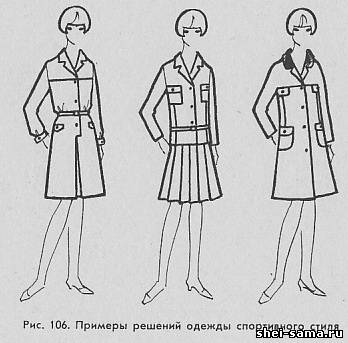 Рис. 106. Примеры решений одежды спортивного стиля
shei-sama.ru